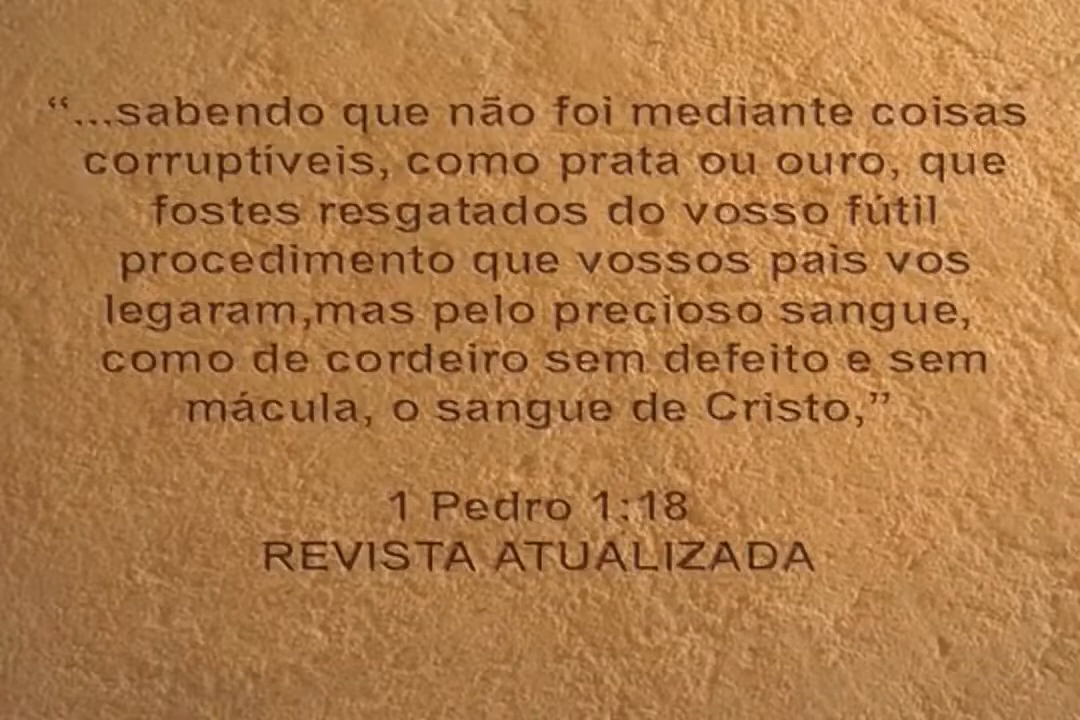 “...sabendo que não foi mediante coisas
corruptíveis, como prata ou ouro, que
fostes resgatados do vosso fútil
procedimento que vossos pais vos
legaram,mas pelo precioso sangue,
como de cordeiro sem defeito e sem
mácula, o sangue de Cristo,”
1 Pedro 1:18
REVISTA ATUALIZADA